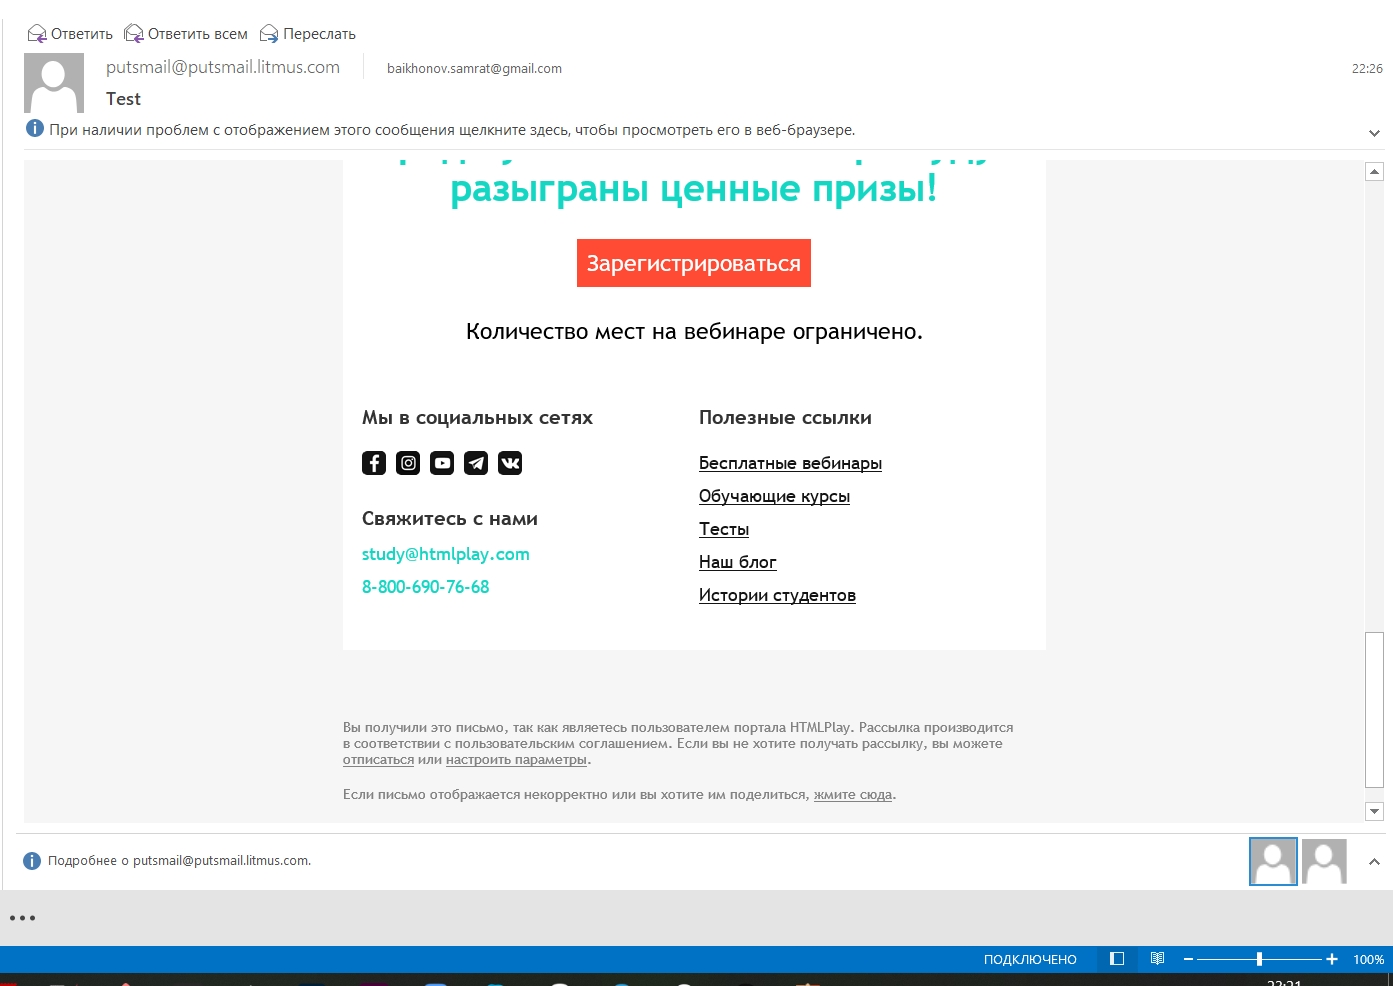 Ответить Ответить всем Переслать
putsmail@putsmail.litmus.com baikhonov.samrat@gmail.com 22:26
Test
При наличии проблем с отображением этого сообщения щелкните здесь, чтобы просмотреть его в веб-браузере.
разыграны ценные призы!
Зарегистрироваться
Количество мест на вебинаре ограничено.
Мы в социальных сетях
Свяжитесь с нами
study@htmlplay.com
8-800-690-76-68
Полезные ссылки
Бесплатные вебинары
Обучающие курсы
Тесты
Наш блог
Истории студентов
Вы получили это письмо, так как являетесь пользователем портала HTMLPlay. Рассылка производится
в соответствии с пользовательским соглашением. Если вы не хотите получать рассылку, вы можете
отписаться или настроить параметры.
Если письмо отображается некорректно или вы хотите им поделиться, жмите сюда.
Подробнее о putsmail@putsmail.litmus.com.
ПОДКЛЮЧЕНО 100%